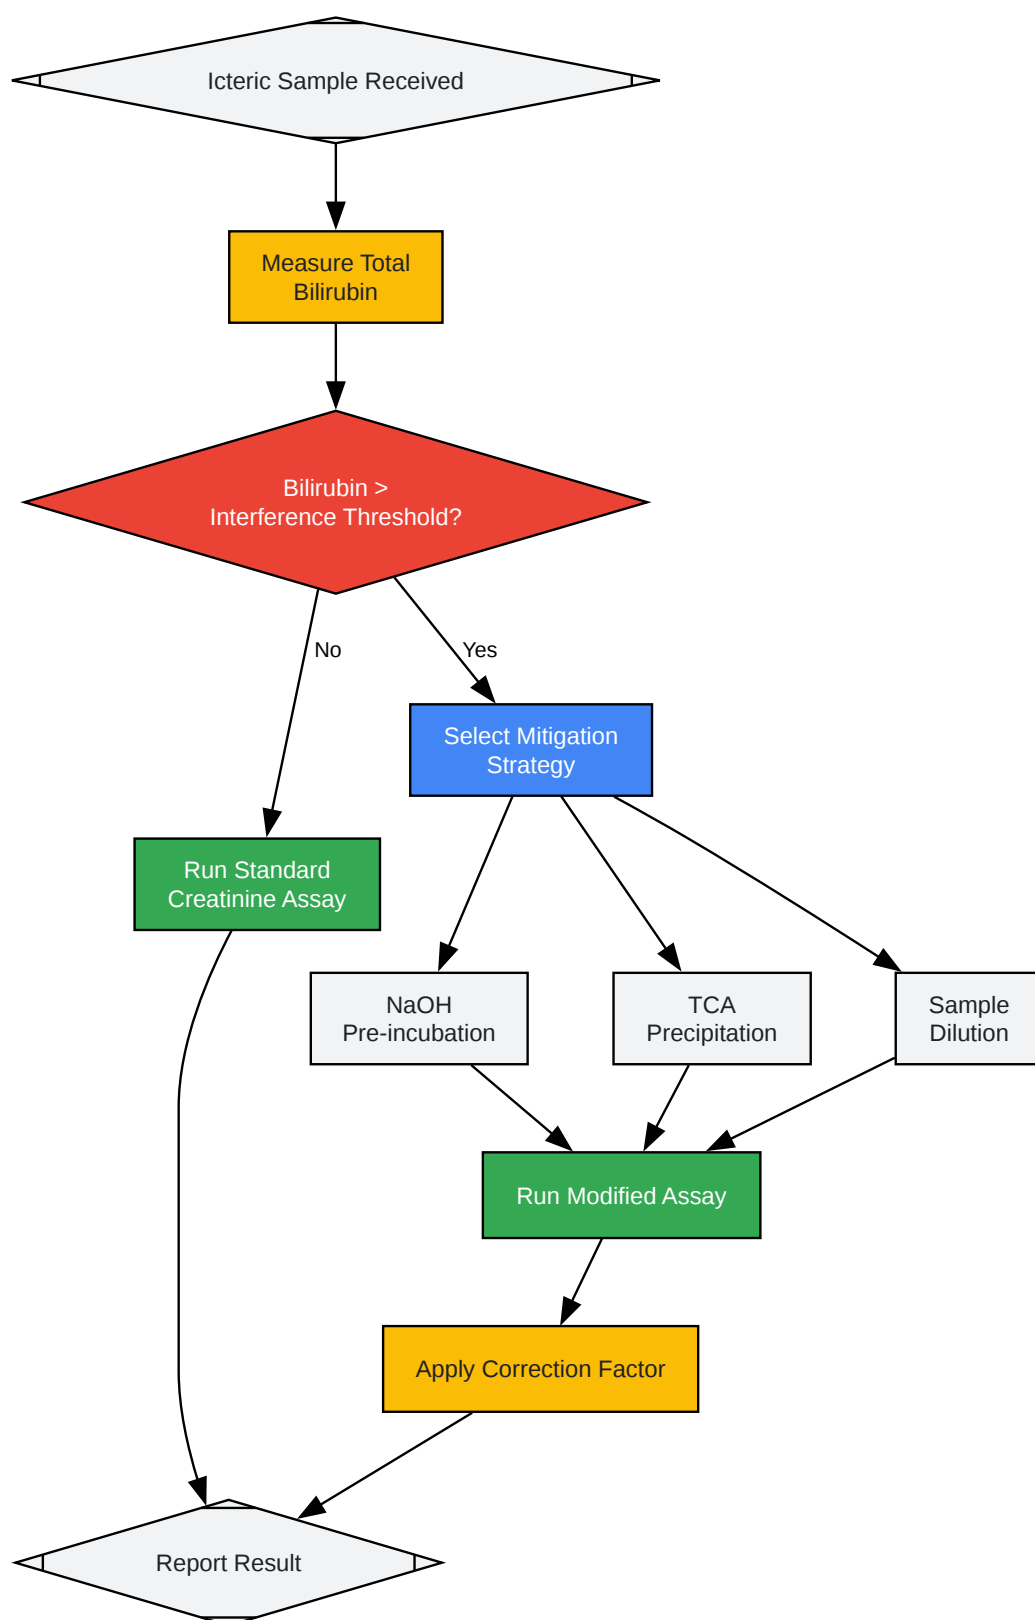 Icteric Sample Received
Measure Total
Bilirubin
Bilirubin >
Interference Threshold?
No
Yes
Select Mitigation
Strategy
Run Standard
Creatinine Assay
NaOH
Pre-incubation
TCA
Precipitation
Sample
Dilution
Run Modified Assay
Apply Correction Factor
Report Result